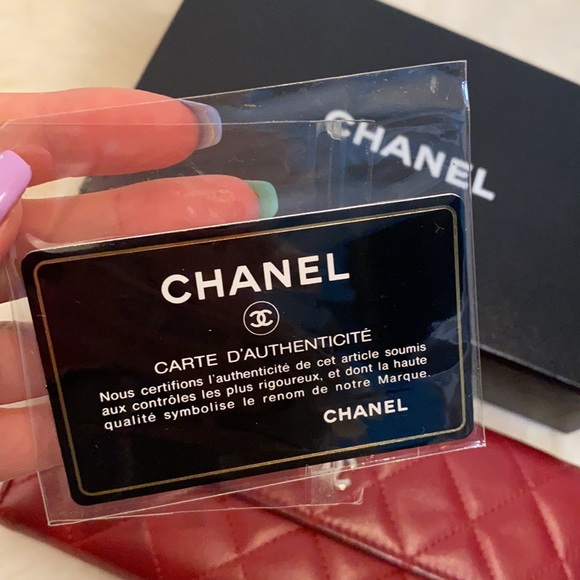 CHANEL
CHANEL
CARTE D'AUTHENTICITÉ
Nous certifions l'authenticité de cet article soumis
aux contrôles les plus rigoureux, et dont la haute
qualité symbolise le renom de notre Marque.
CHANEL